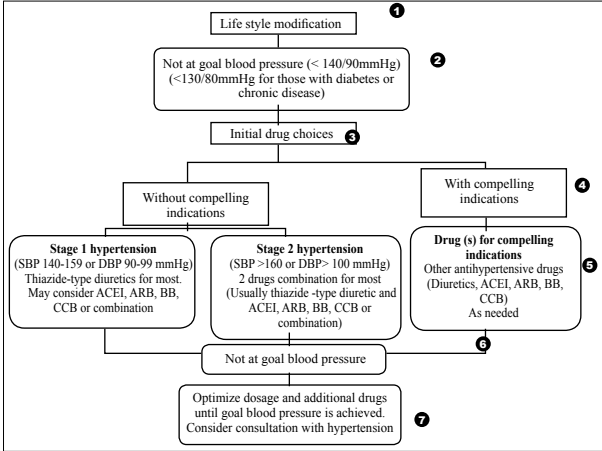 1
Life style modification
2
Not at goal blood pressure (< 140/90mmHg)
(<130/80mmHg for those with diabetes or
chronic disease)
Initial drug choices
3
Without compelling
indications
With compelling
indications
4
Stage 1 hypertension
(SBP 140-159 or DBP 90-99 mmHg)
Thiazide-type diuretics for most.
May consider ACEI, ARB, BB,
CCB or combination
Stage 2 hypertension
(SBP >160 or DBP> 100 mmHg)
2 drugs combination for most
(Usually thiazide -type diuretic and
ACEI, ARB, BB, CCB or
combination)
Drug (s) for compelling
indications
Other antihypertensive drugs
(Diuretics, ACEI, ARB, BB,
CCB)
As needed
5
6
Not at goal blood pressure
Optimize dosage and additional drugs
until goal blood pressure is achieved.
Consider consultation with hypertension
7